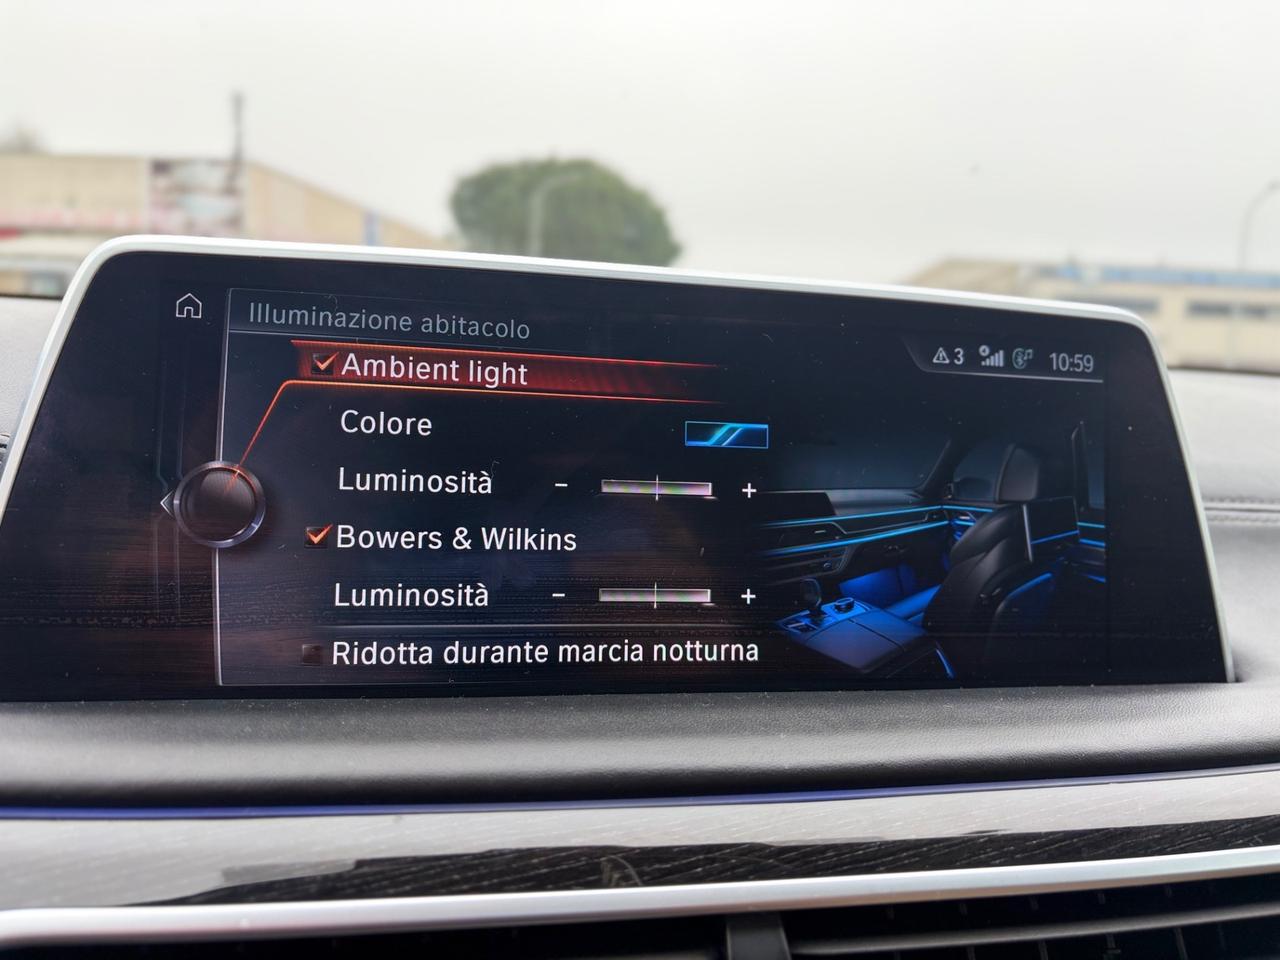 Illuminazione abitacolo
3 10:59
Ambient light
Colore
Luminosità - +
Bowers & Wilkins
Luminosità - +
Ridotta durante marcia notturna